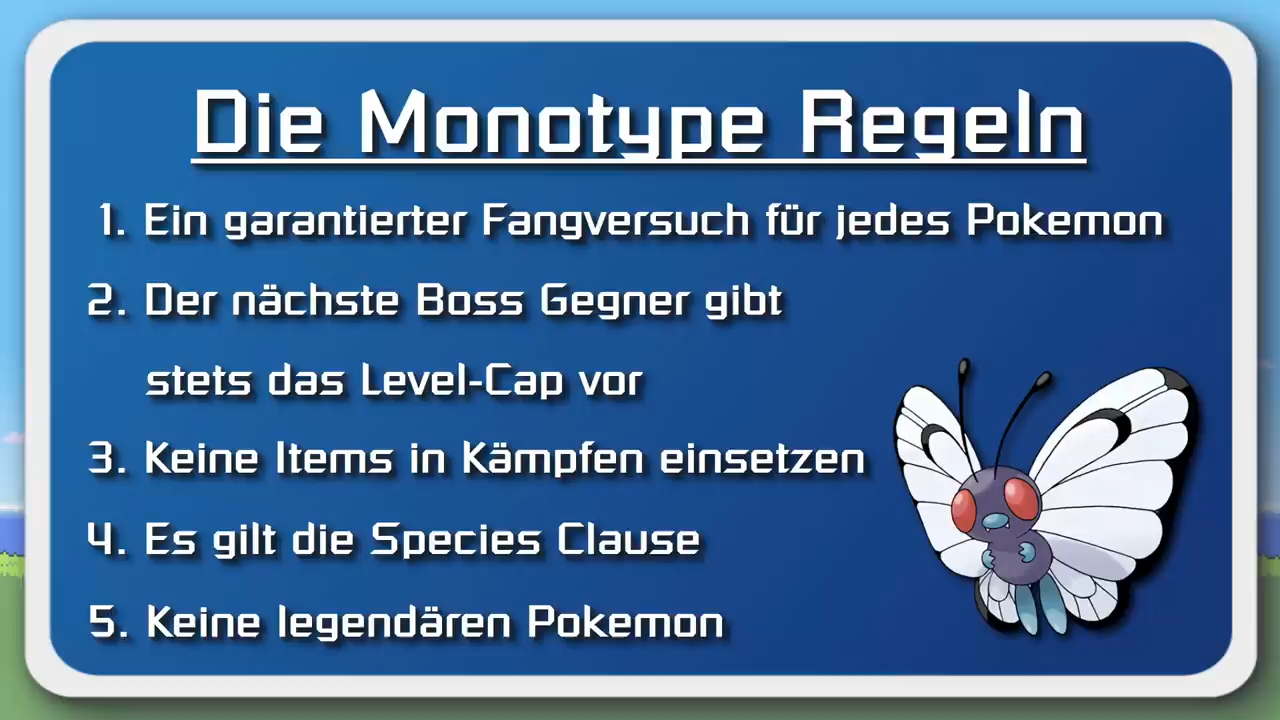 Die Monotype Regeln
1. Ein garantierter Fangversuch für jedes Pokemon
2. Der nächste Boss Gegner gibt
stets das Level-Cap vor
3. Keine Items in Kämpfen einsetzen
4. Es gilt die Species Clause
5. Keine legendären Pokemon